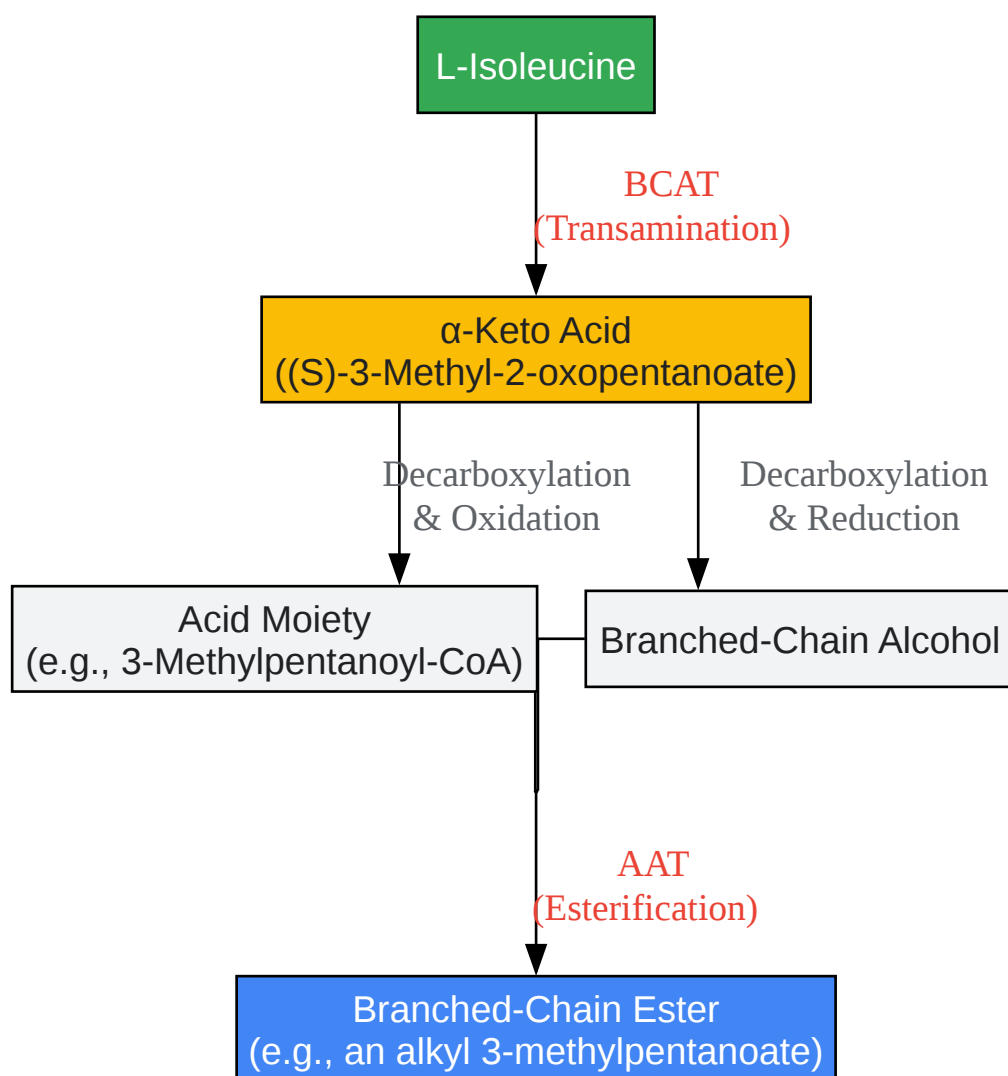 L-Isoleucine
BCAT
(Transamination)
α-Keto Acid
((S)-3-Methyl-2-oxopentanoate)
Decarboxylation
& Oxidation
Decarboxylation
& Reduction
Acid Moiety
(e.g., 3-Methylpentanoyl-CoA)
Branched-Chain Alcohol
AAT
(Esterification)
Branched-Chain Ester
(e.g., an alkyl 3-methylpentanoate)